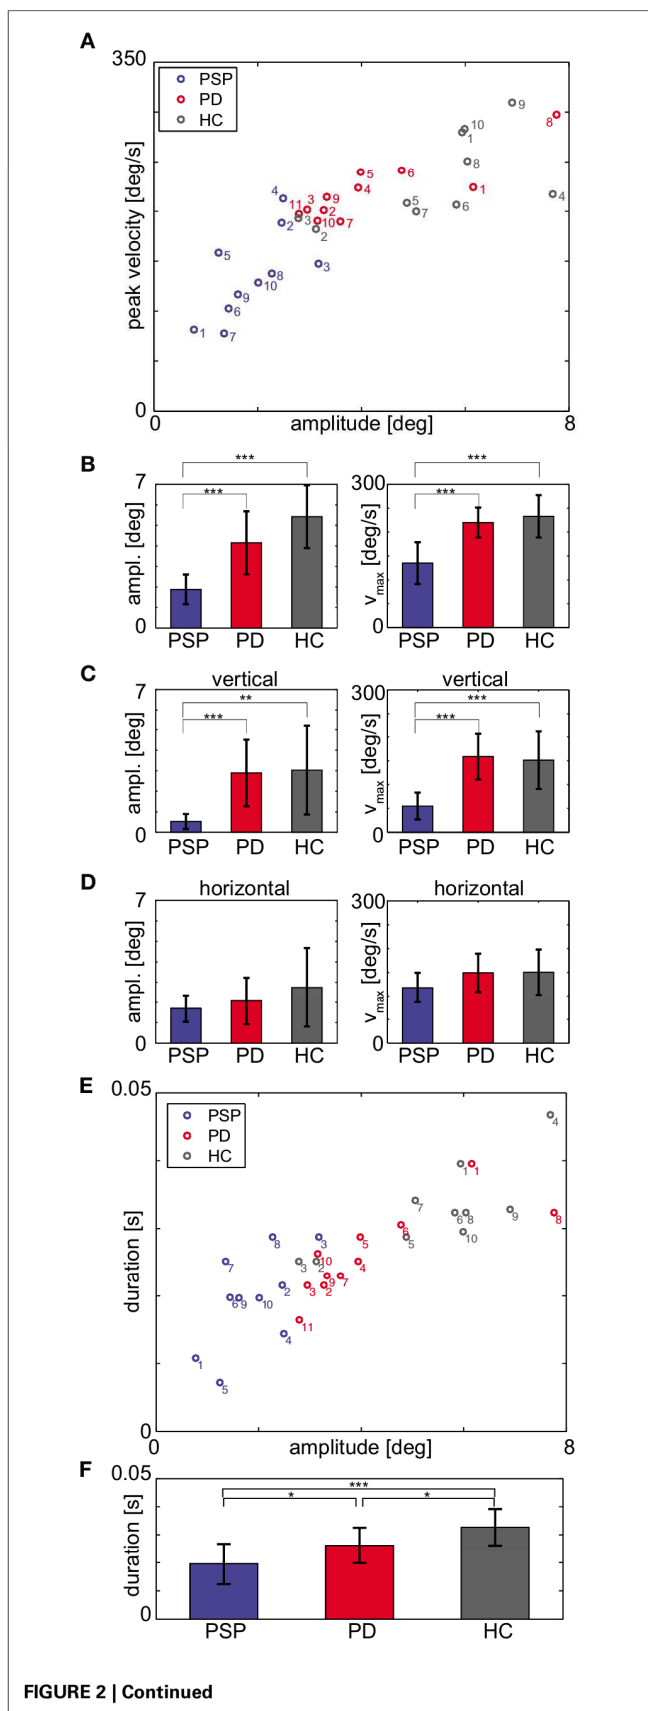 A
350
PSP
PD
HC
9
8
10
1
8
5
6
4
1
4
4
3
9
11
2
5
6
2
3
10
7
7
2
5
3
8
10
9
6
1
7
peak velocity [deg/s]
0
0
amplitude [deg]
8
B
7
***
***
ampl. [deg]
0
PSP
PD
HC
300
***
***
vmax [deg/s]
0
PSP
PD
HC
C
vertical
7
**
***
ampl. [deg]
0
PSP
PD
HC
vertical
300
***
***
vmax [deg/s]
0
PSP
PD
HC
D
horizontal
7
ampl. [deg]
0
PSP
PD
HC
horizontal
300
vmax [deg/s]
0
PSP
PD
HC
E
0.05
PSP
PD
HC
4
1
1
7
6
8
9
8
6
10
8
3
5
5
7
10
3
2
4
9
7
2
3
2
6
9
10
11
4
1
5
duration [s]
0
0
amplitude [deg]
8
F
0.05
***
*
*
duration [s]
0
PSP
PD
HC
FIGURE 2 | Continued